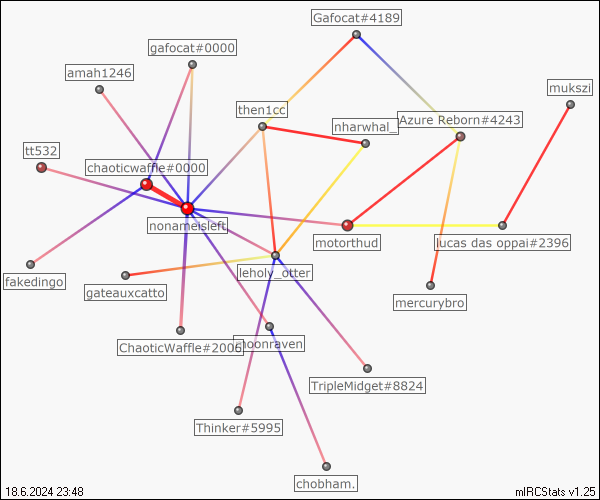 Gafocat#4189
gafocat#0000
amah1246
mukszi
then1cc
Azure Reborn#4243
nharwhal_
tt532
chaoticwaffle#0000
nonameisleft
motorthud
lucas das oppai#2396
leholy_otter
fakedingo
gateauxcatto
mercurybro
ChaoticWaffle#2006
moonraven
TripleMidget#8824
Thinker#5995
chobham.
18.6.2024 23:48
mIRCStats v1.25